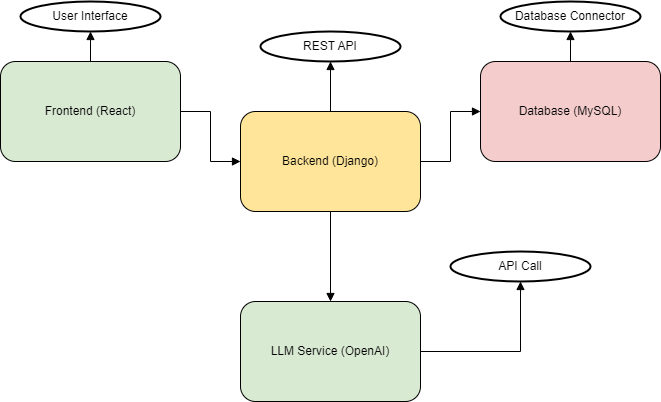 User Interface
REST API
Database Connector
Frontend (React)
Backend (Django)
Database (MySQL)
API Call
LLM Service (OpenAI)